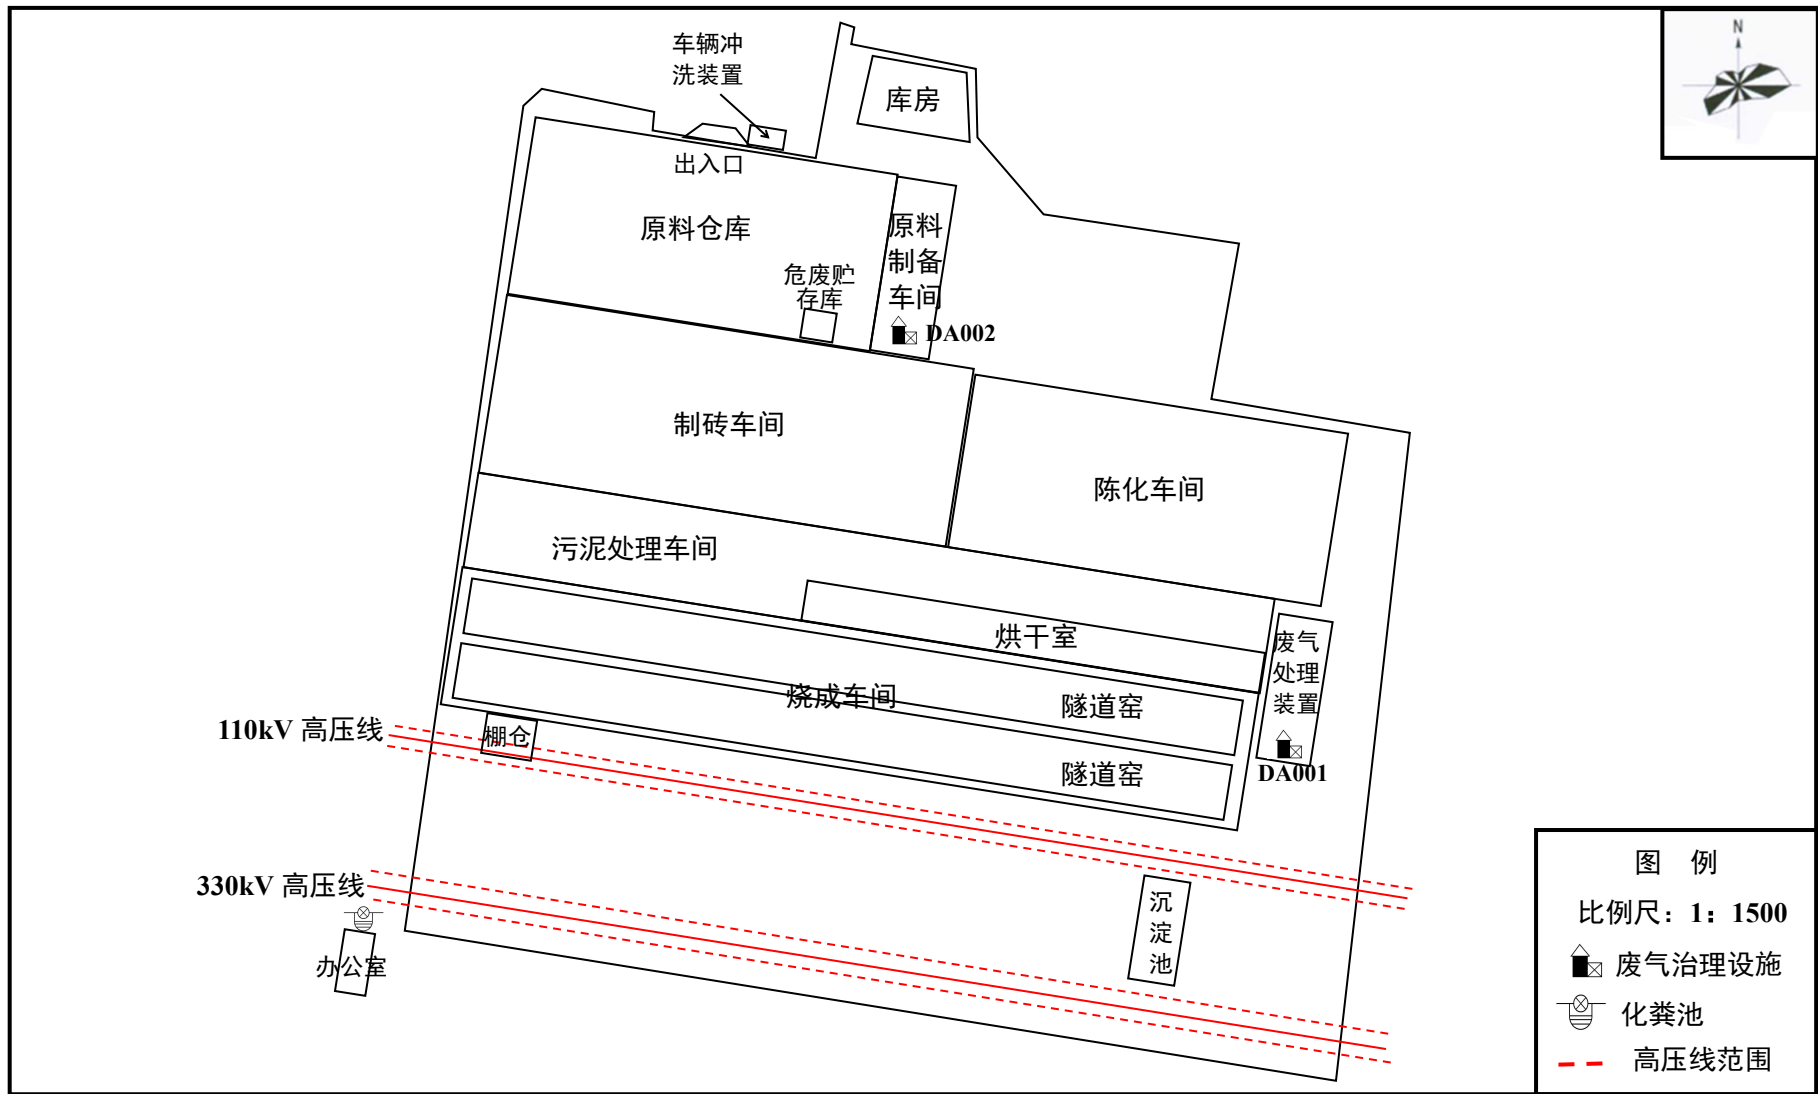 车辆冲
洗装置
N
库房
出入口
原料仓库
原料
制备
车间
危废贮
存库
DA002
制砖车间
陈化车间
污泥处理车间
烘干室
废气
处理
装置
烧成车间
隧道窑
110kV 高压线
棚仓
隧道窑
DA001
330kV 高压线
办公室
沉
淀
池
图 例
比例尺：1：1500
废气治理设施
化粪池
高压线范围